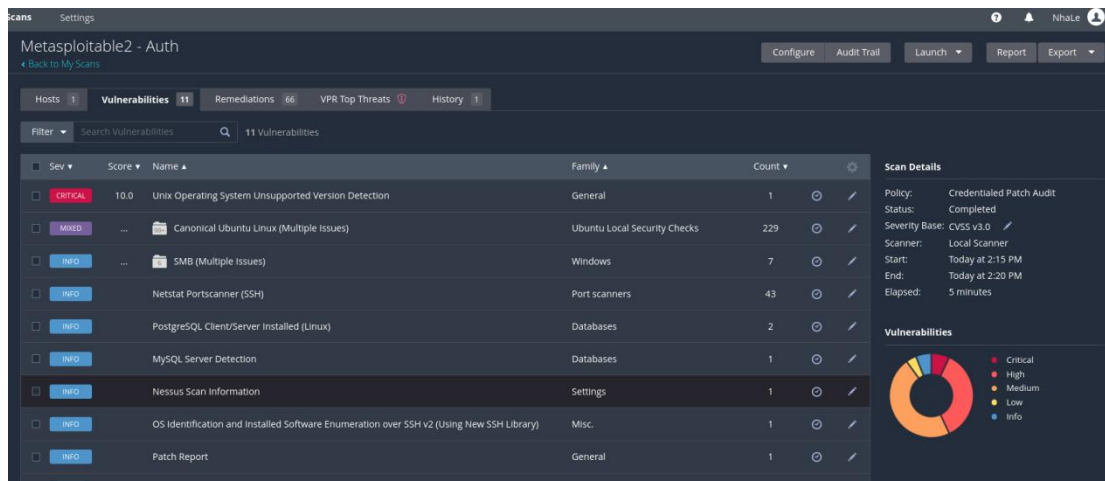 Scans Settings NhaLe
Metasploitable2 - Auth
Back to My Scans
Configure Audit Trail Launch Report Export
Hosts 1 Vulnerabilities 11 Remediations 66 VPR Top Threats History 1
Filter Search Vulnerabilities 11 Vulnerabilities
Sev Score Name Family Count
CRITICAL 10.0 Unix Operating System Unsupported Version Detection General 1
MIXED ... Canonical Ubuntu Linux (Multiple Issues) Ubuntu Local Security Checks 229
INFO ... 6 SMB (Multiple Issues) Windows 7
INFO Netstat Portscanner (SSH) Port scanners 43
INFO PostgreSQL Client/Server Installed (Linux) Databases 2
INFO MySQL Server Detection Databases 1
INFO Nessus Scan Information Settings 1
INFO OS Identification and Installed Software Enumeration over SSH v2 (Using New SSH Library) Misc. 1
INFO Patch Report General 1
Scan Details
Policy: Credentialed Patch Audit
Status: Completed
Severity Base: CVSS v3.0
Scanner: Local Scanner
Start: Today at 2:15 PM
End: Today at 2:20 PM
Elapsed: 5 minutes
Vulnerabilities
Critical
High
Medium
Low
Info